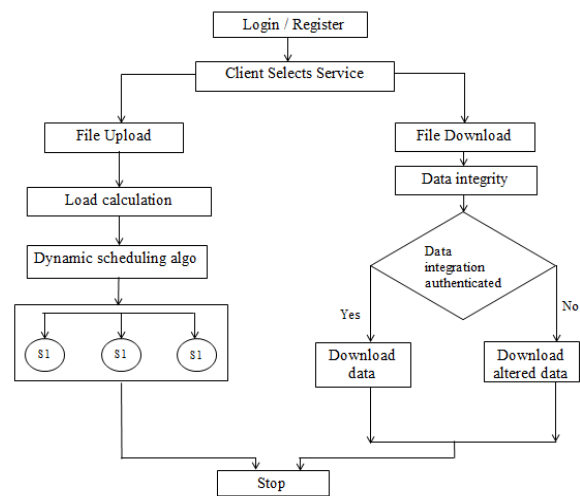 Login / Register
Client Selects Service
File Upload
File Download
Load calculation
Data integrity
Dynamic scheduling algo
Data
integration
authenticated
Yes
No
S1
S1
S1
Download
data
Download
altered data
Stop